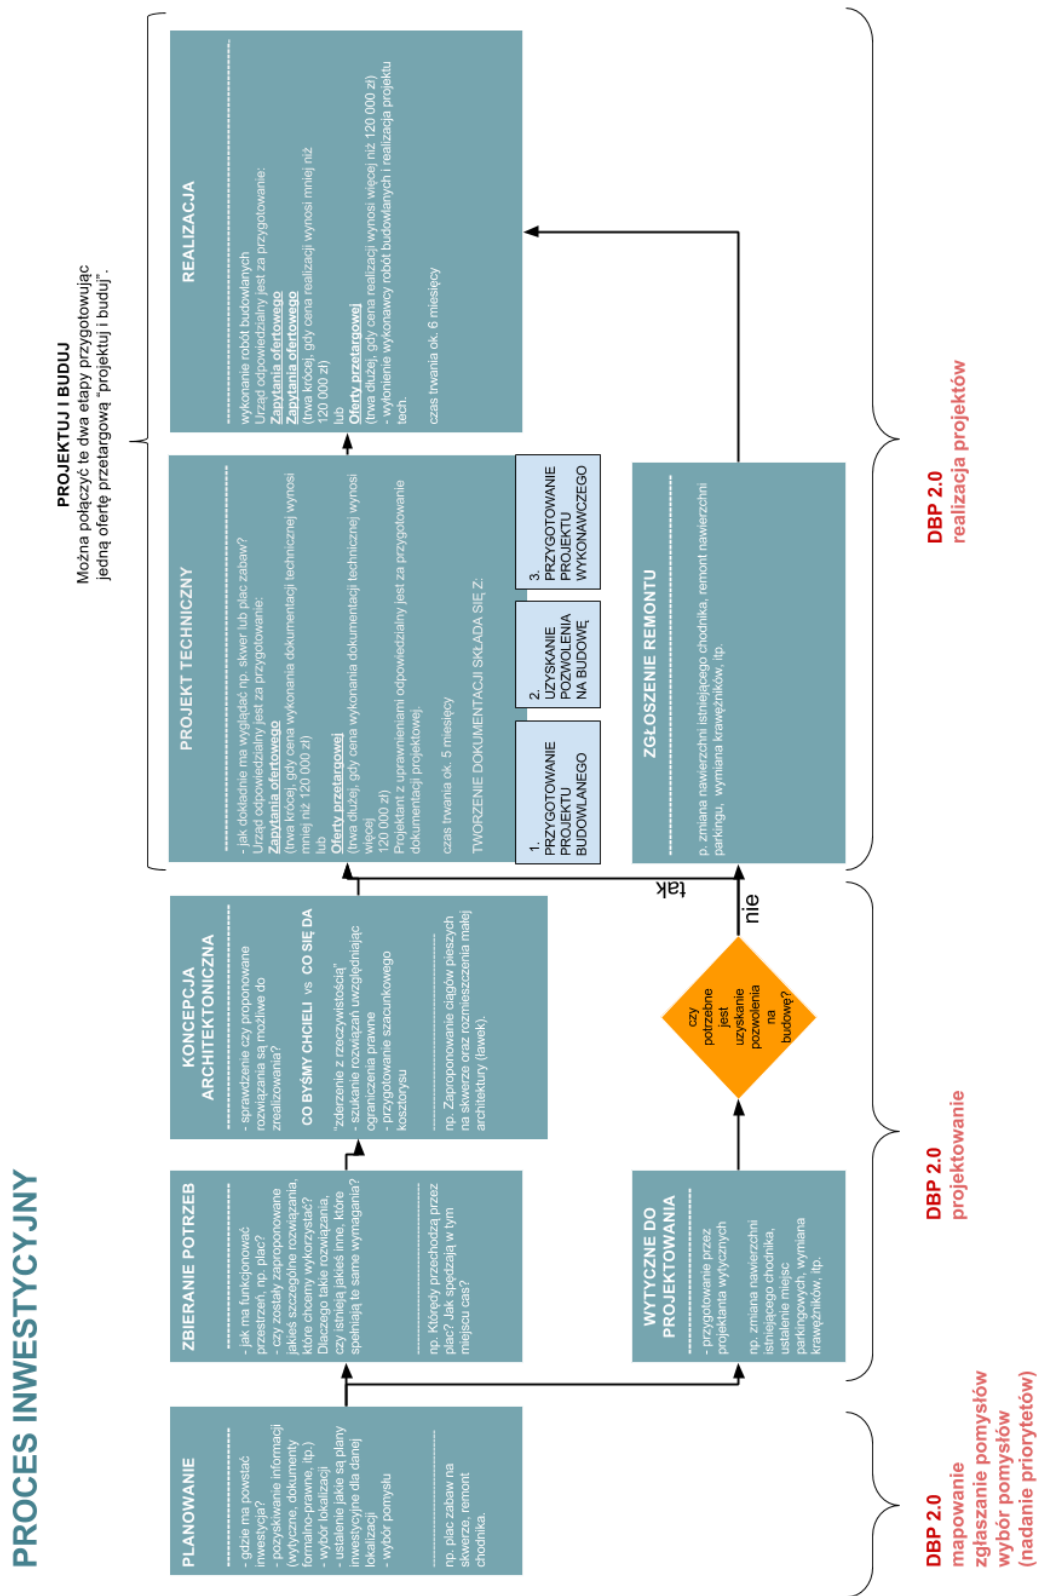 PROCES INWESTYCYJNY
PROJEKTUJ I BUDUJ
Można połączyć te dwa etapy przygotowując
jedną ofertę przetargową "projektuj i buduj".
PLANOWANIE
- gdzie ma powstać
inwestycja?
- pozyskiwanie informacji
(wytyczne, dokumenty
formalno-prawne, itp.)
- wybór lokalizacji
- ustalenie jakie są plany
inwestycyjne dla danej
lokalizacji
- wybór pomysłu
np. plac zabaw na
skwerze, remont
chodnika.
ZBIERANIE POTRZEB
- jak ma funkcjonować
przestrzeń, np. plac?
- czy zostały zaproponowane
jakieś szczególne rozwiązania,
które chcemy wykorzystać?
Dlaczego takie rozwiązania,
czy istnieją jakieś inne, które
spełniają te same wymagania?
np. Którędy przechodzą przez
plac? Jak spędzają w tym
miejscu cas?
KONCEPCJA
ARCHITEKTONICZNA
- sprawdzenie czy proponowane
rozwiązania są możliwe do
zrealizowania?
CO BYŚMY CHCIELI vs CO SIĘ DA
"zderzenie z rzeczywistością"
- szukanie rozwiązań uwzględniając
ograniczenia prawne
- przygotowanie szacunkowego
kosztorysu
np. Zaproponowanie ciągów pieszych
na skwerze oraz rozmieszczenia małej
architektury (ławek).
PROJEKT TECHNICZNY
- jak dokładnie ma wyglądać np. skwer lub plac zabaw?
Urząd odpowiedzialny jest za przygotowanie:
Zapytania ofertowego
(trwa krócej, gdy cena wykonania dokumentacji technicznej wynosi
mniej niż 120 000 zł)
lub
Oferty przetargowej
(trwa dłużej, gdy cena wykonania dokumentacji technicznej wynosi
więcej
120 000 zł)
Projektant z uprawnieniami odpowiedzialny jest za przygotowanie
dokumentacji projektowej.
czas trwania ok. 5 miesięcy
TWORZENIE DOKUMENTACJI SKŁADA SIĘ Z:
1.
PRZYGOTOWANIE
PROJEKTU
BUDOWLANEGO
2.
UZYSKANIE
POZWOLENIA
NA BUDOWĘ
3.
PRZYGOTOWANIE
PROJEKTU
WYKONAWCZEGO
REALIZACJA
wykonanie robót budowlanych
Urząd odpowiedzialny jest za przygotowanie:
Zapytania ofertowego
Zapytania ofertowego
(trwa krócej, gdy cena realizacji wynosi mniej niż
120 000 zł)
lub
Oferty przetargowej
(trwa dłużej, gdy cena realizacji wynosi więcej niż 120 000 zł)
- wyłonienie wykonawcy robót budowlanych i realizacja projektu
tech.
czas trwania ok. 6 miesięcy
WYTYCZNE DO
PROJEKTOWANIA
- przygotowanie przez
projektanta wytycznych
np. zmiana nawierzchni
istniejącego chodnika,
ustalenie miejsc
parkingowych, wymiana
krawężników, itp.
czy
potrzebne
jest
uzyskanie
pozwolenia
na
budowę?
tak
nie
ZGŁOSZENIE REMONTU
p. zmiana nawierzchni istniejącego chodnika, remont nawierzchni
parkingu, wymiana krawężników, itp.
DBP 2.0
mapowanie
zgłaszanie pomysłów
wybór pomysłów
(nadanie priorytetów)
DBP 2.0
projektowanie
DBP 2.0
realizacja projektów